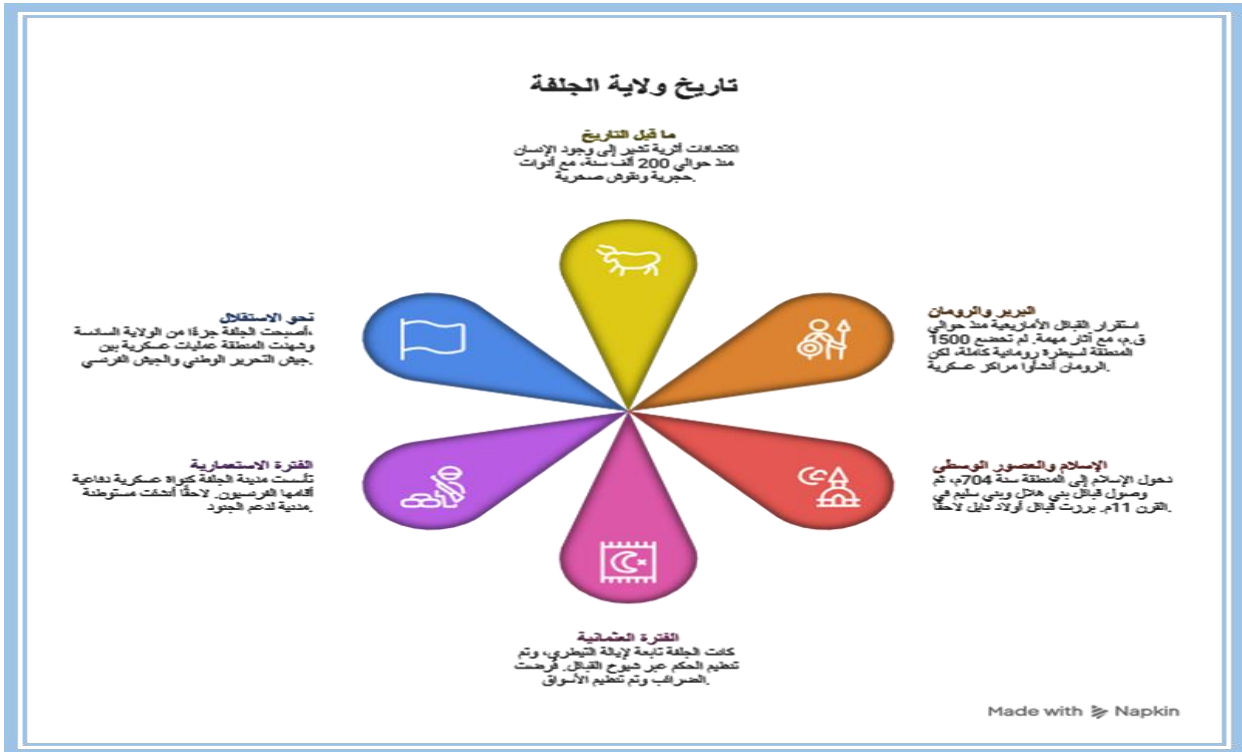 تاريخ ولاية الجلفة
ما قبل التاريخ
اكتشافات أثرية تشير إلى وجود الإنسان
منذ حوالي 200 ألف سنة، مع أدوات
حجرية ونقوش صخرية.
البربر والرومان
استقرار القبائل الأمازيغية منذ حوالي
1500 ق.م، مع آثار مهمة. لم تخضع
المنطقة لسيطرة رومانية كاملة، لكن
الرومان أنشأوا مراكز عسكرية.
الإسلام والعصور الوسطى
دخول الإسلام إلى المنطقة سنة 704م، ثم
وصول قبائل بني هلال وبني سليم في
القرن 11م. برزت قبائل أولاد نايل لاحقًا.
الفترة العثمانية
كانت الجلفة تابعة لإيالة التيطري، وتم
تنظيم الحكم عبر شيوخ القبائل. فُرضت
الضرائب وتم تنظيم الأسواق.
الفترة الاستعمارية
تأسست مدينة الجلفة كنواة عسكرية دفاعية
أقامها الفرنسيون. لاحقًا أنشئت مستوطنة
مدنية لدعم الجنود.
نحو الاستقلال
أصبحت الجلفة جزءًا من الولاية السادسة،
وشهدت المنطقة عمليات عسكرية بين
جيش التحرير الوطني والجيش الفرنسي.
Made with Napkin